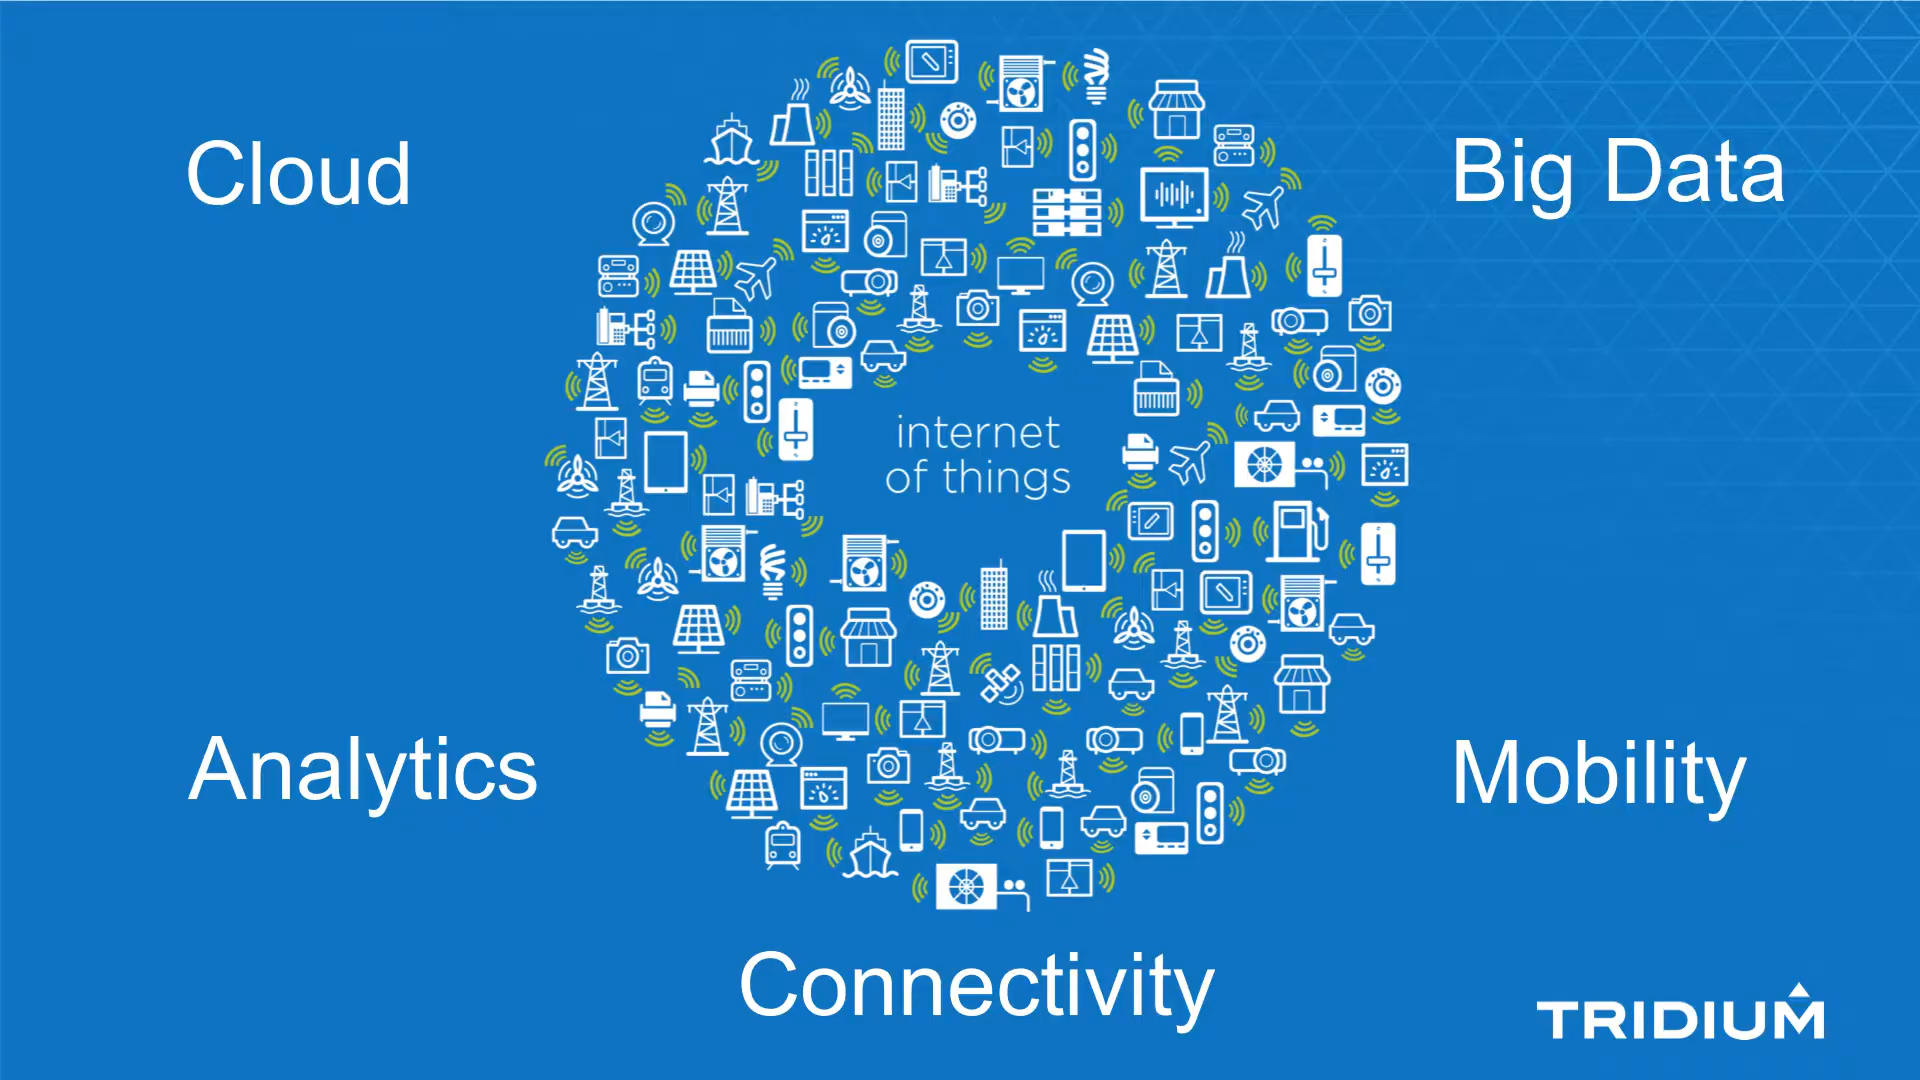 Cloud
Big Data
internet
of things
Analytics
Mobility
Connectivity
TRIDIUM